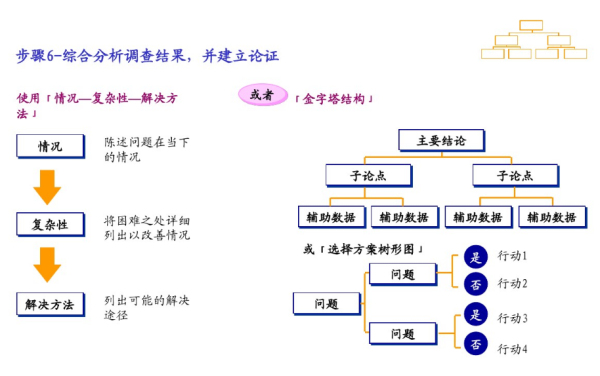 步骤6-综合分析调查结果，并建立论证
使用「情况—复杂性—解决方
法」
情况
陈述问题在当下
的情况
复杂性
将困难之处详细
列出以改善情况
解决方法
列出可能的解决
途径
或者
「金字塔结构」
主要结论
子论点
子论点
辅助数据
辅助数据
辅助数据
辅助数据
或「选择方案树形图」
问题
问题
是
行动1
否
行动2
问题
是
行动3
否
行动4